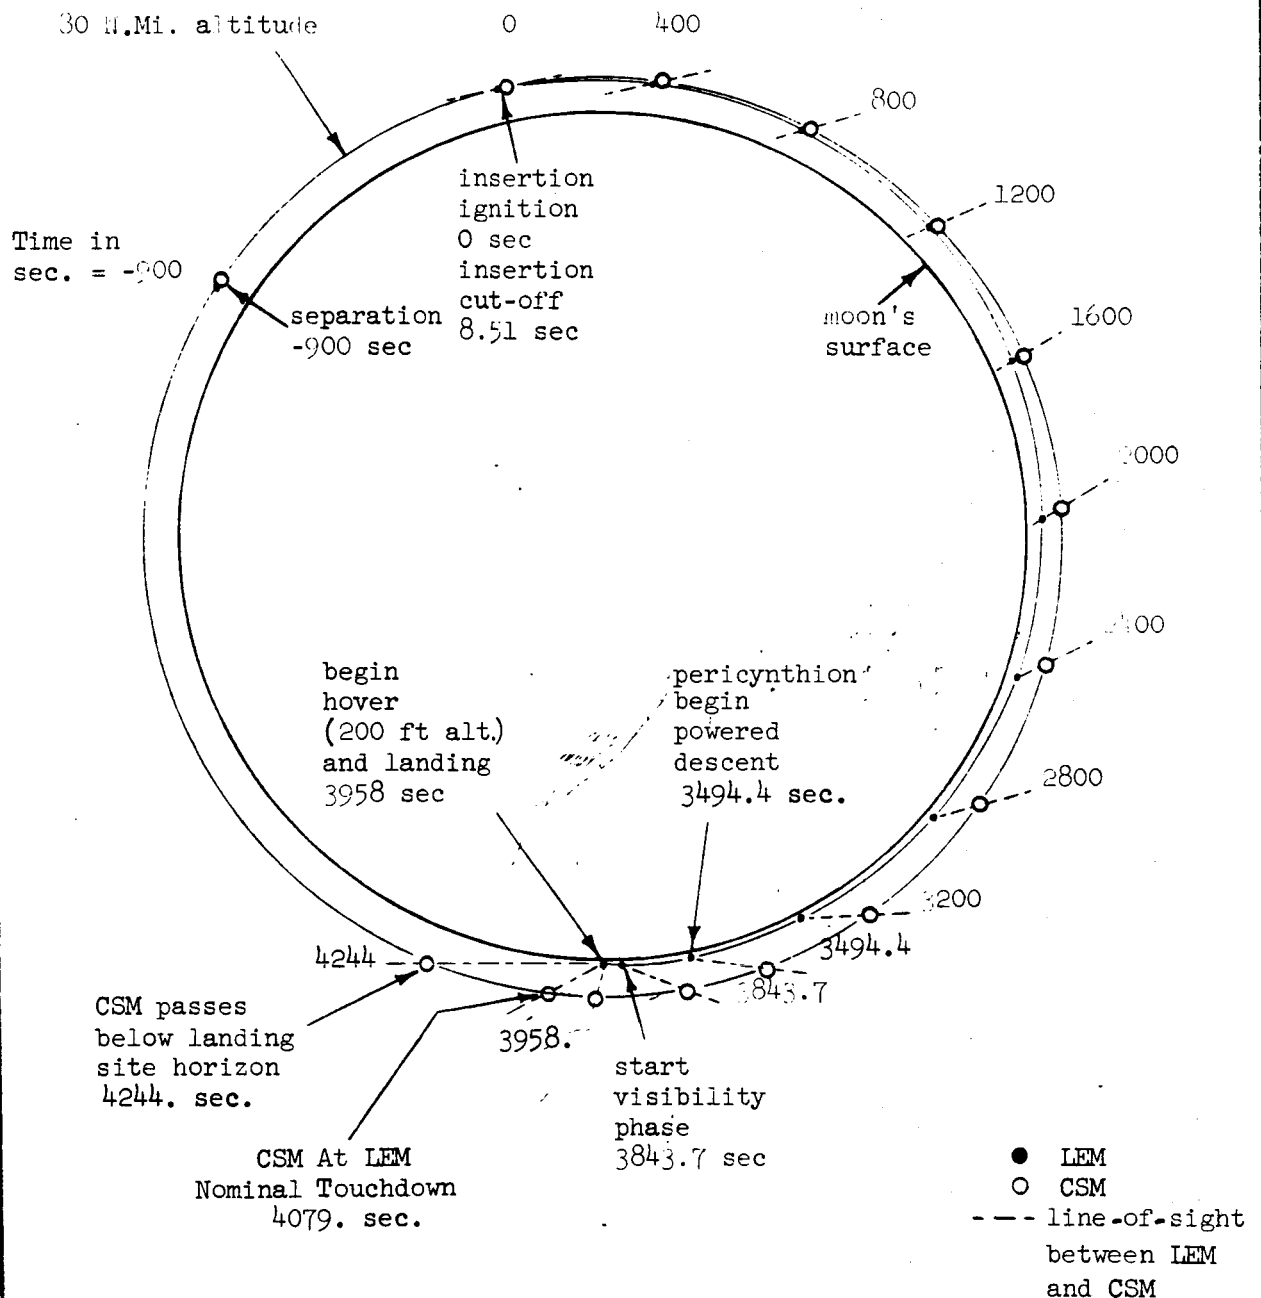 30 N.Mi. altitude
0
400
800
1200
1600
2800
3200
3494.4
3843.7
3958.
4244
Time in
sec. = -900
separation
-900 sec
insertion
ignition
0 sec
insertion
cut-off
8.51 sec
moon's
surface
begin
hover
(200 ft alt.)
and landing
3958 sec
pericynthion
begin
powered
descent
3494.4 sec.
CSM passes
below landing
site horizon
4244. sec.
CSM At LEM
Nominal Touchdown
4079. sec.
start
visibility
phase
3843.7 sec
LEM
CSM
line-of-sight
between LEM
and CSM